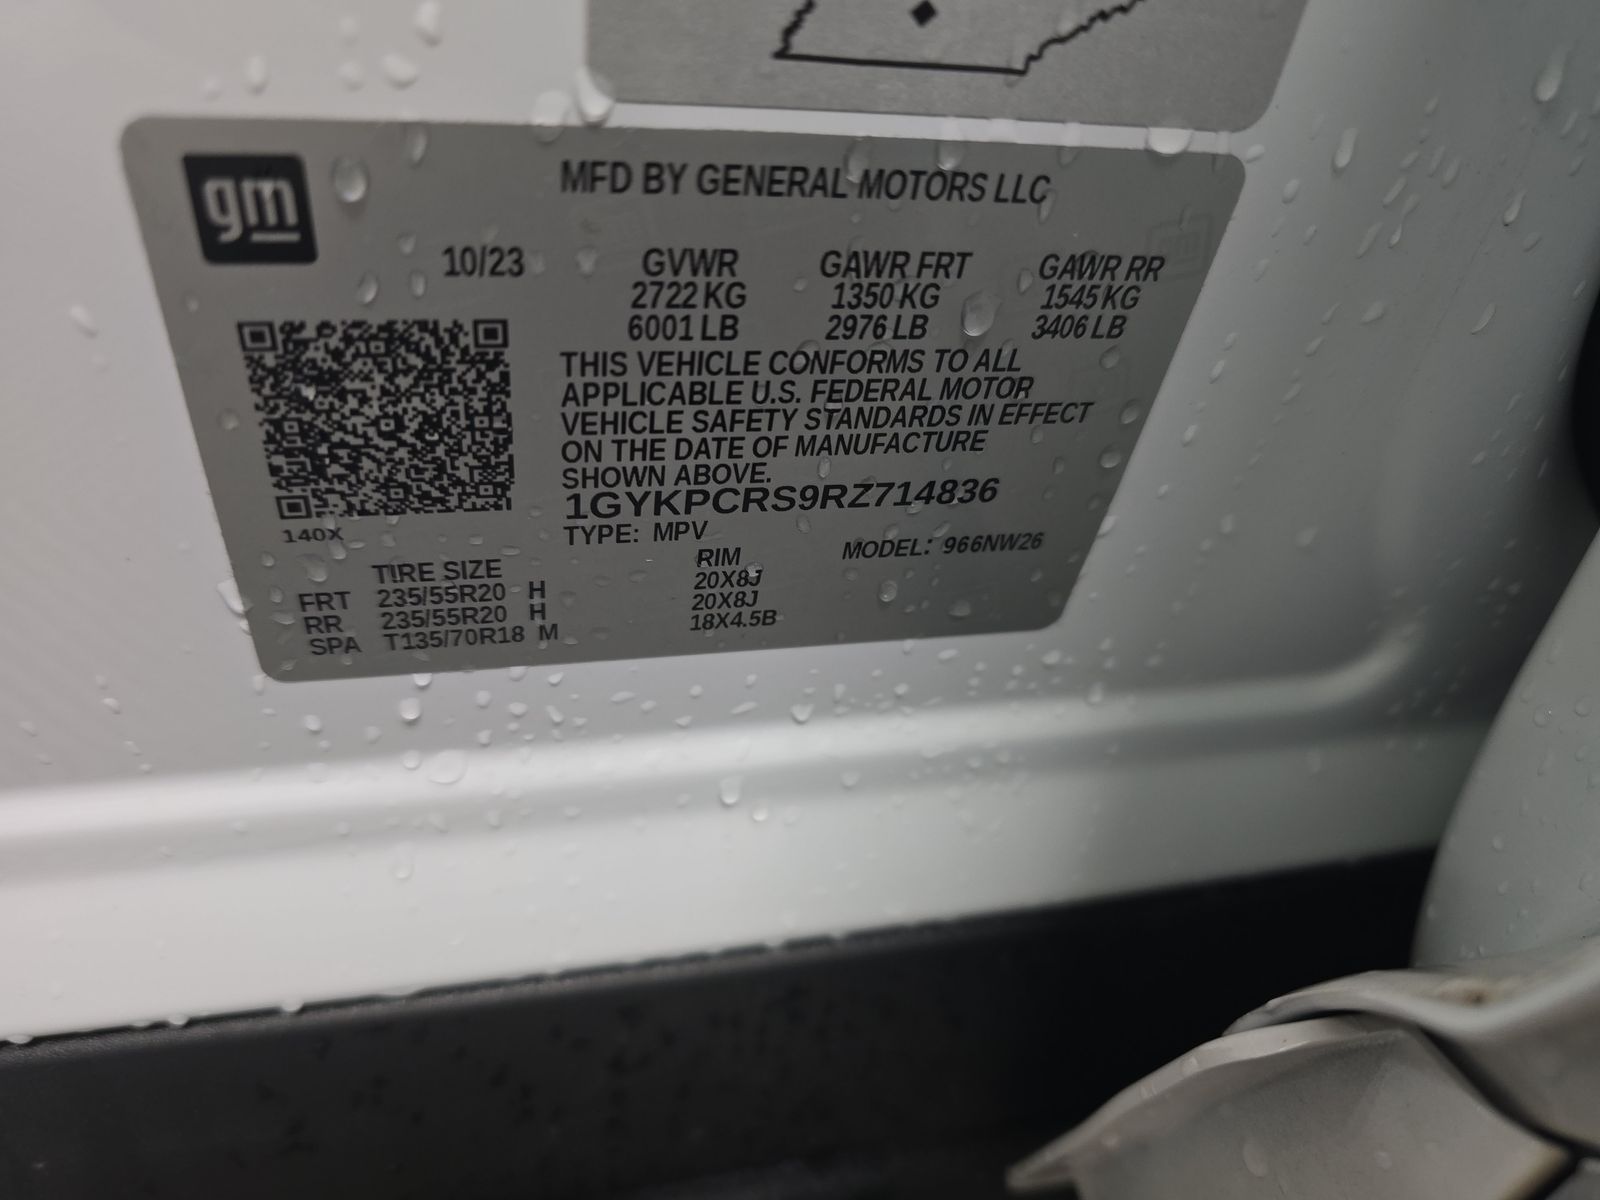 gm
MFD BY GENERAL MOTORS LLC
10/23 GVWR GAWR FRT GAWR RR
2722 KG 1350 KG 1545 KG
6001 LB 2976 LB 3406 LB
THIS VEHICLE CONFORMS TO ALL
APPLICABLE U.S. FEDERAL MOTOR
VEHICLE SAFETY STANDARDS IN EFFECT
ON THE DATE OF MANUFACTURE
SHOWN ABOVE.
1GYKPCRS9RZ714836
140X
TYPE: MPV MODEL: 966NW26
TIRE SIZE RIM
FRT 235/55R20 H 20X8J
RR 235/55R20 H 20X8J
SPA T135/70R18 M 18X4.5B